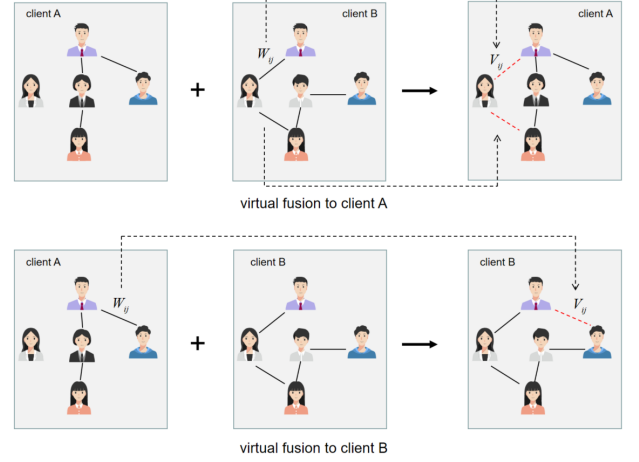 client A
client B
client A
W_ij
V_ij
+
virtual fusion to client A
client A
client B
client B
W_ij
V_ij
+
virtual fusion to client B